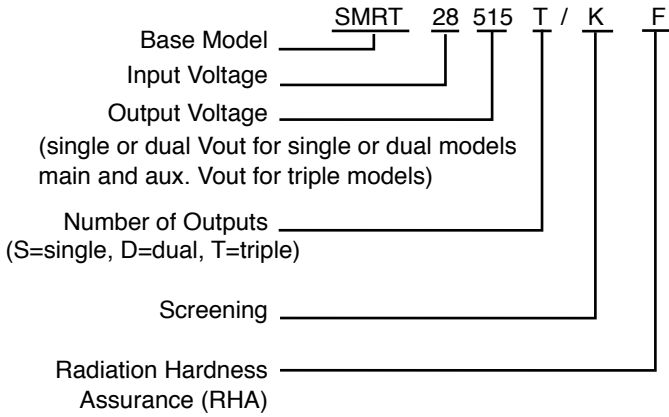 SMRT 28 515 T / K F
Base Model
Input Voltage
Output Voltage
(single or dual Vout for single or dual models
main and aux. Vout for triple models)
Number of Outputs
(S=single, D=dual, T=triple)
Screening
Radiation Hardness
Assurance (RHA)